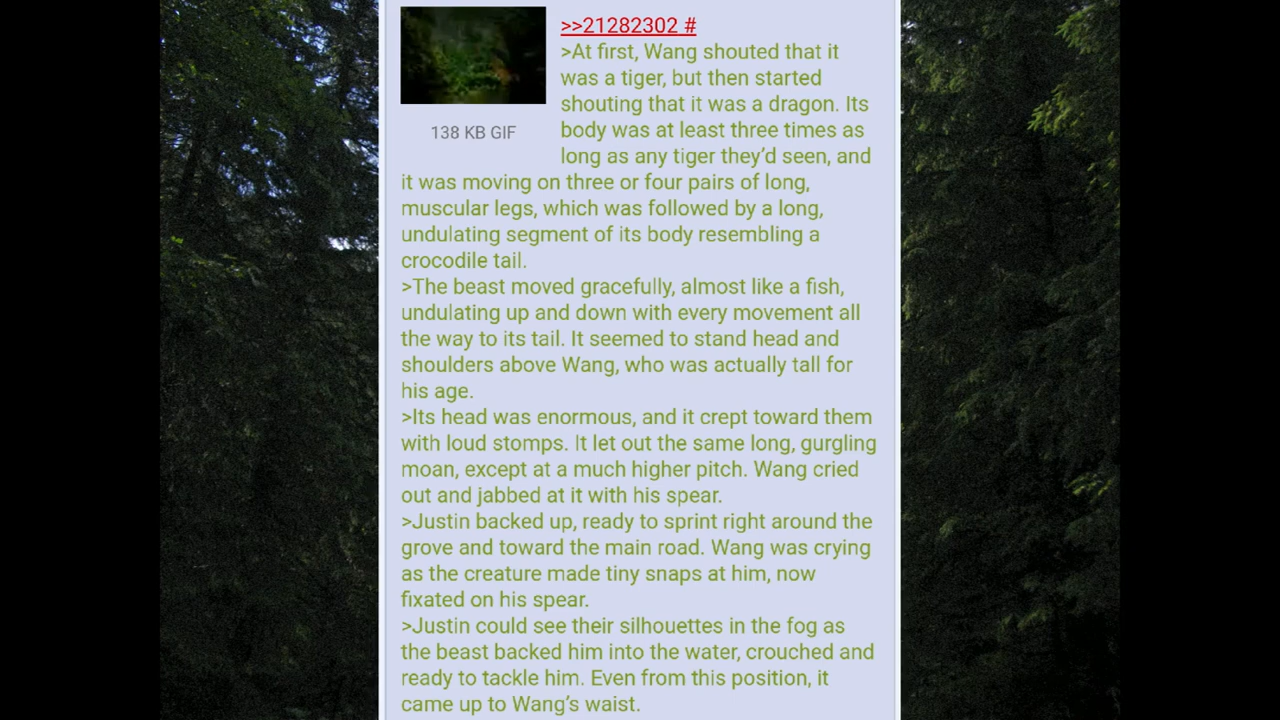 >>21282302 #
>At first, Wang shouted that it
was a tiger, but then started
shouting that it was a dragon. Its
body was at least three times as
long as any tiger they’d seen, and
138 KB GIF
it was moving on three or four pairs of long,
muscular legs, which was followed by a long,
undulating segment of its body resembling a
crocodile tail.
>The beast moved gracefully, almost like a fish,
undulating up and down with every movement all
the way to its tail. It seemed to stand head and
shoulders above Wang, who was actually tall for
his age.
>Its head was enormous, and it crept toward them
with loud stomps. It let out the same long, gurgling
moan, except at a much higher pitch. Wang cried
out and jabbed at it with his spear.
>Justin backed up, ready to sprint right around the
grove and toward the main road. Wang was crying
as the creature made tiny snaps at him, now
fixated on his spear.
>Justin could see their silhouettes in the fog as
the beast backed him into the water, crouched and
ready to tackle him. Even from this position, it
came up to Wang’s waist.